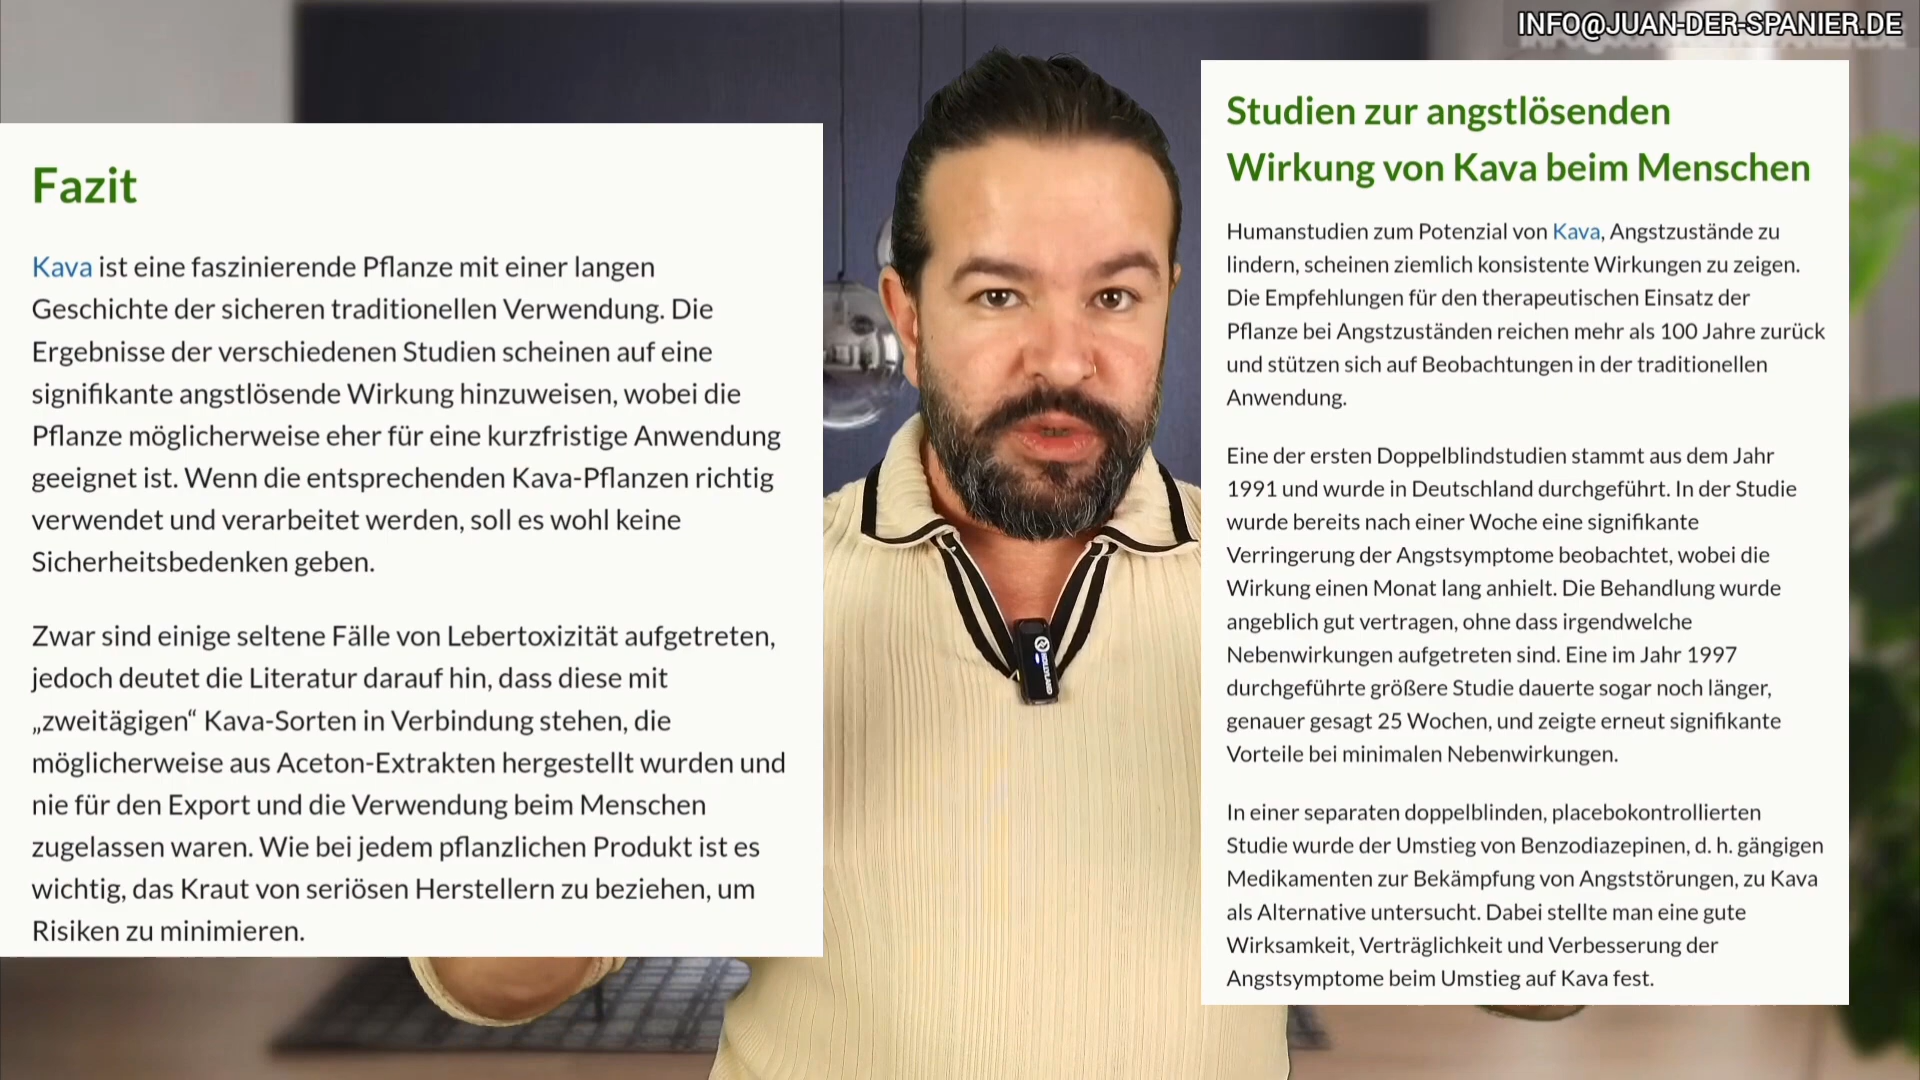 INFO@JUAN-DER-SPANIER.DE
Fazit
Kava ist eine faszinierende Pflanze mit einer langen
Geschichte der sicheren traditionellen Verwendung. Die
Ergebnisse der verschiedenen Studien scheinen auf eine
signifikante angstlösende Wirkung hinzuweisen, wobei die
Pflanze möglicherweise eher für eine kurzfristige Anwendung
geeignet ist. Wenn die entsprechenden Kava-Pflanzen richtig
verwendet und verarbeitet werden, soll es wohl keine
Sicherheitsbedenken geben.
Zwar sind einige seltene Fälle von Lebertoxizität aufgetreten,
jedoch deutet die Literatur darauf hin, dass diese mit
„zweitägigen“ Kava-Sorten in Verbindung stehen, die
möglicherweise aus Aceton-Extrakten hergestellt wurden und
nie für den Export und die Verwendung beim Menschen
zugelassen waren. Wie bei jedem pflanzlichen Produkt ist es
wichtig, das Kraut von seriösen Herstellern zu beziehen, um
Risiken zu minimieren.
Studien zur angstlösenden
Wirkung von Kava beim Menschen
Humanstudien zum Potenzial von Kava, Angstzustände zu
lindern, scheinen ziemlich konsistente Wirkungen zu zeigen.
Die Empfehlungen für den therapeutischen Einsatz der
Pflanze bei Angstzuständen reichen mehr als 100 Jahre zurück
und stützen sich auf Beobachtungen in der traditionellen
Anwendung.
Eine der ersten Doppelblindstudien stammt aus dem Jahr
1991 und wurde in Deutschland durchgeführt. In der Studie
wurde bereits nach einer Woche eine signifikante
Verringerung der Angstsymptome beobachtet, wobei die
Wirkung einen Monat lang anhielt. Die Behandlung wurde
angeblich gut vertragen, ohne dass irgendwelche
Nebenwirkungen aufgetreten sind. Eine im Jahr 1997
durchgeführte größere Studie dauerte sogar noch länger,
genauer gesagt 25 Wochen, und zeigte erneut signifikante
Vorteile bei minimalen Nebenwirkungen.
In einer separaten doppelblinden, placebokontrollierten
Studie wurde der Umstieg von Benzodiazepinen, d. h. gängigen
Medikamenten zur Bekämpfung von Angststörungen, zu Kava
als Alternative untersucht. Dabei stellte man eine gute
Wirksamkeit, Verträglichkeit und Verbesserung der
Angstsymptome beim Umstieg auf Kava fest.
HOLLYLAND